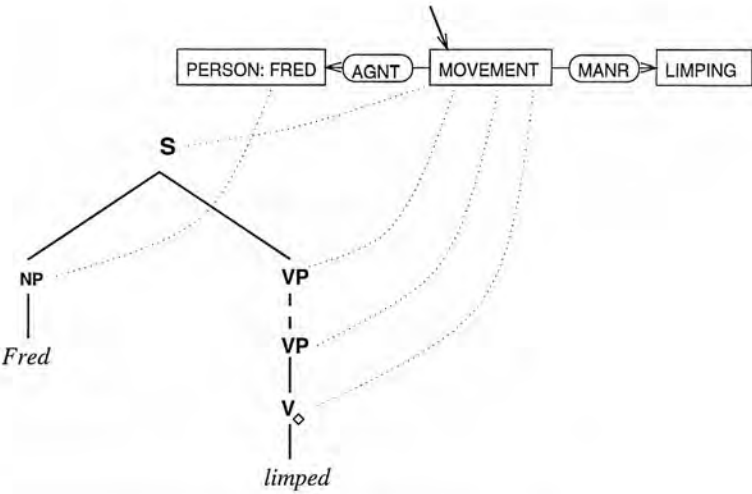 PERSON: FRED AGNT MOVEMENT MANR LIMPING
S
NP VP
Fred VP
V◇
limped